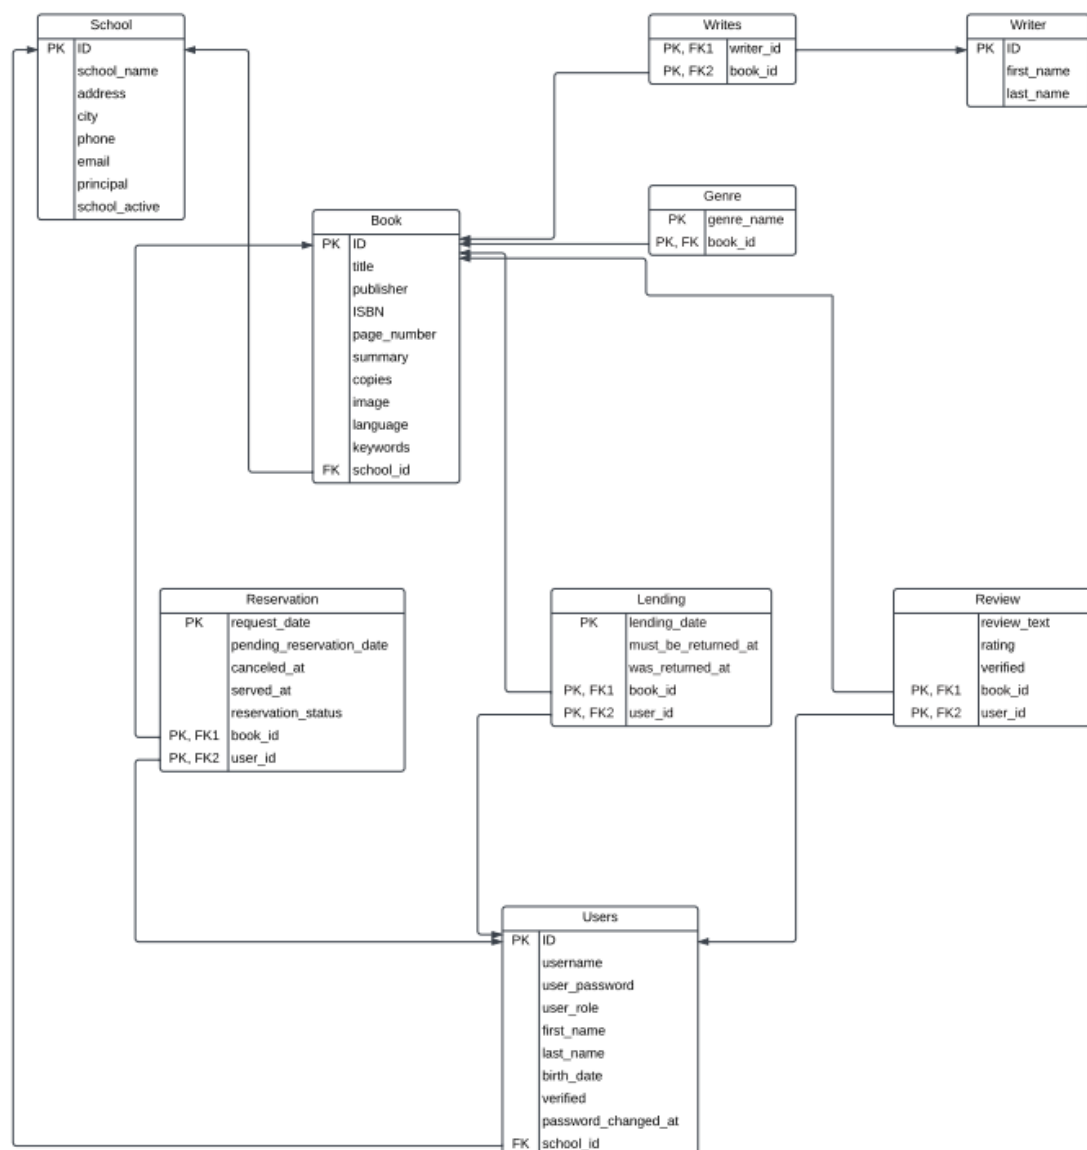 School
PK ID
school_name
address
city
phone
email
principal
school_active
Writes
PK, FK1 writer_id
PK, FK2 book_id
Writer
PK ID
first_name
last_name
Genre
PK genre_name
PK, FK book_id
Book
PK ID
title
publisher
ISBN
page_number
summary
copies
image
language
keywords
FK school_id
Reservation
PK request_date
pending_reservation_date
canceled_at
served_at
reservation_status
PK, FK1 book_id
PK, FK2 user_id
Lending
PK lending_date
must_be_returned_at
was_returned_at
PK, FK1 book_id
PK, FK2 user_id
Review
review_text
rating
verified
PK, FK1 book_id
PK, FK2 user_id
Users
PK ID
username
user_password
user_role
first_name
last_name
birth_date
verified
password_changed_at
FK school_id